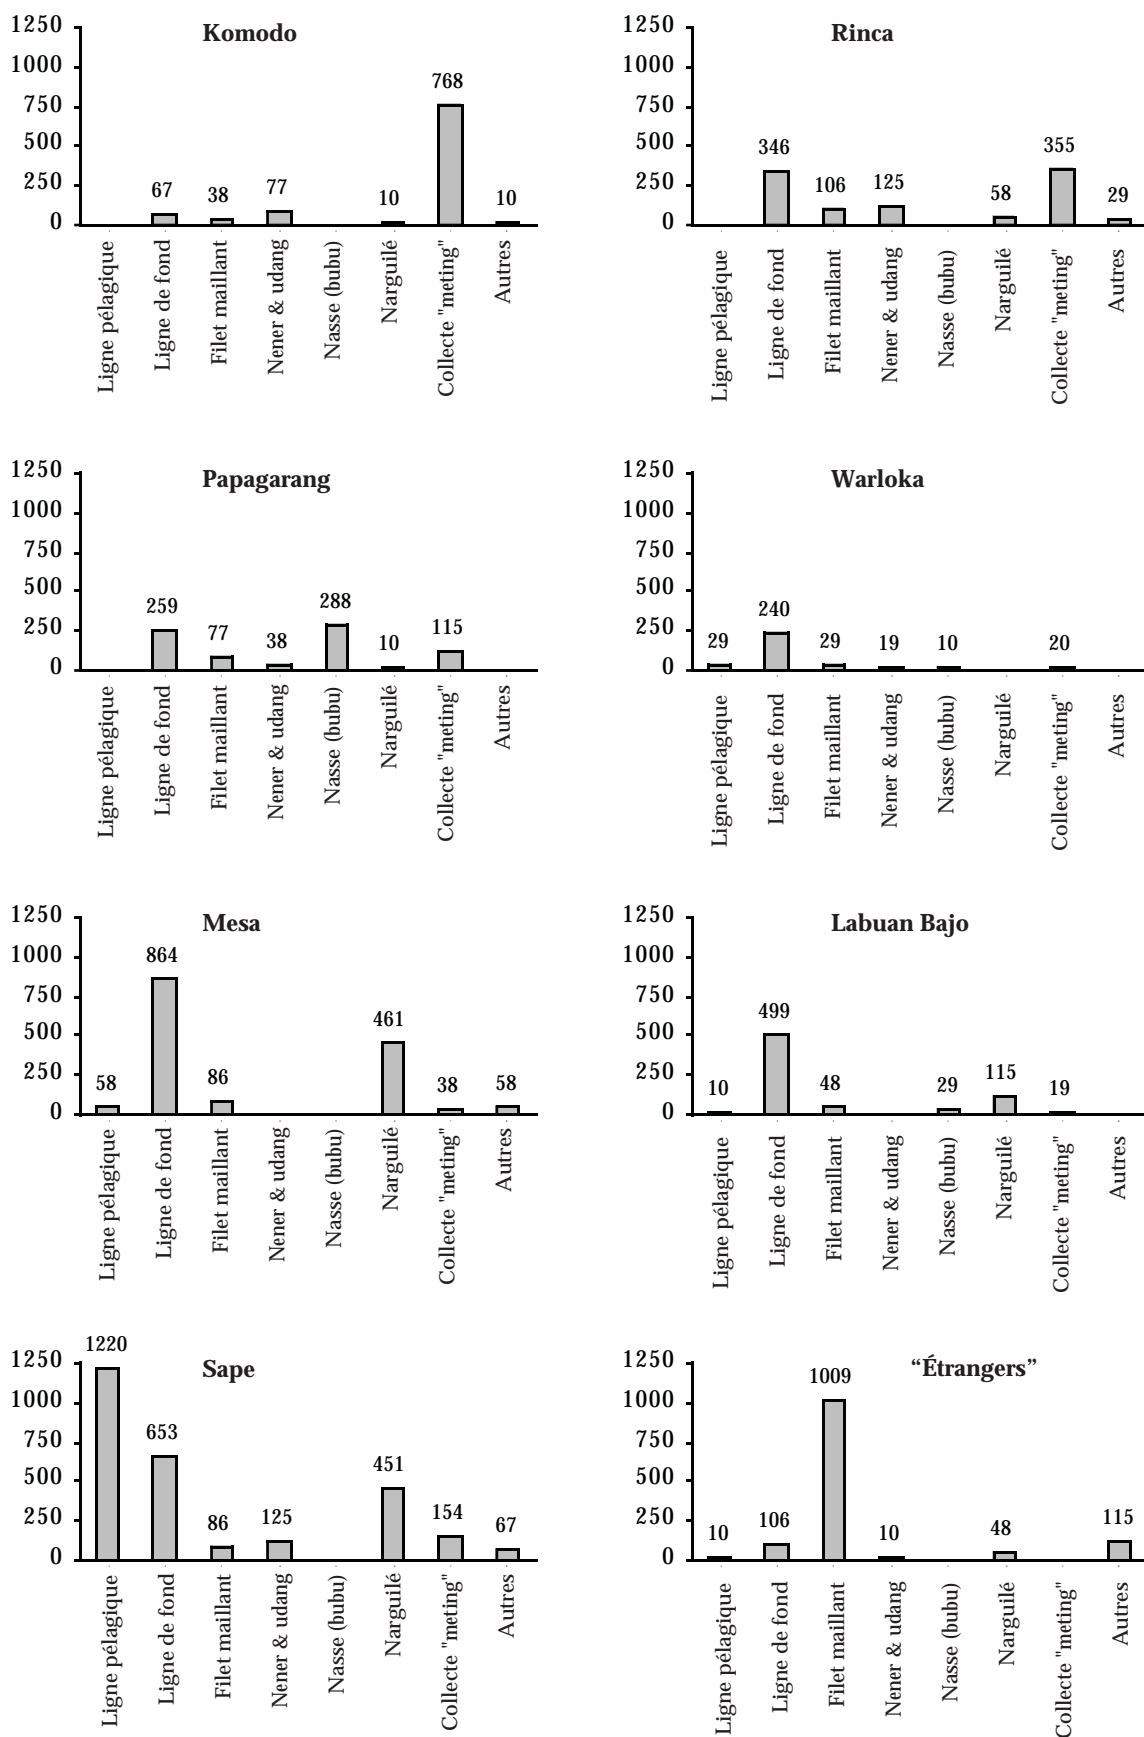 Komodo
1250
1000
750
500
250
0
67
38
77
10
768
10
Ligne pélagique
Ligne de fond
Filet maillant
Nener & udang
Nasse (bubu)
Narguilé
Collecte "meting"
Autres
Rinca
1250
1000
750
500
250
0
346
106
125
58
355
29
Ligne pélagique
Ligne de fond
Filet maillant
Nener & udang
Nasse (bubu)
Narguilé
Collecte "meting"
Autres
Papagarang
1250
1000
750
500
250
0
259
77
38
288
10
115
Ligne pélagique
Ligne de fond
Filet maillant
Nener & udang
Nasse (bubu)
Narguilé
Collecte "meting"
Autres
Warloka
1250
1000
750
500
250
0
29
240
29
19
10
20
Ligne pélagique
Ligne de fond
Filet maillant
Nener & udang
Nasse (bubu)
Narguilé
Collecte "meting"
Autres
Mesa
1250
1000
750
500
250
0
58
864
86
461
38
58
Ligne pélagique
Ligne de fond
Filet maillant
Nener & udang
Nasse (bubu)
Narguilé
Collecte "meting"
Autres
Labuan Bajo
1250
1000
750
500
250
0
10
499
48
29
115
19
Ligne pélagique
Ligne de fond
Filet maillant
Nener & udang
Nasse (bubu)
Narguilé
Collecte "meting"
Autres
Sape
1250
1000
750
500
250
0
1220
653
86
125
451
154
67
Ligne pélagique
Ligne de fond
Filet maillant
Nener & udang
Nasse (bubu)
Narguilé
Collecte "meting"
Autres
“Étrangers”
1250
1000
750
500
250
0
10
106
1009
10
48
115
Ligne pélagique
Ligne de fond
Filet maillant
Nener & udang
Nasse (bubu)
Narguilé
Collecte "meting"
Autres